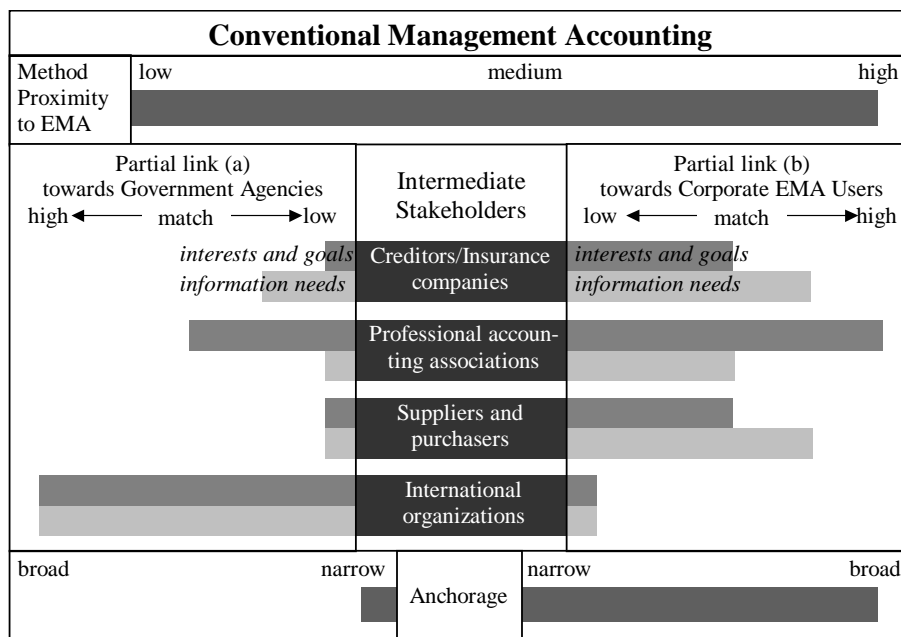 Conventional Management Accounting
Method
Proximity
to EMA
low medium high
Partial link (a)
towards Government Agencies
high match low
Intermediate
Stakeholders
Partial link (b)
towards Corporate EMA Users
low match high
interests and goals
information needs
Creditors/Insurance
companies
interests and goals
information needs
Professional accoun-
ting associations
Suppliers and
purchasers
International
organizations
broad narrow
Anchorage
narrow broad